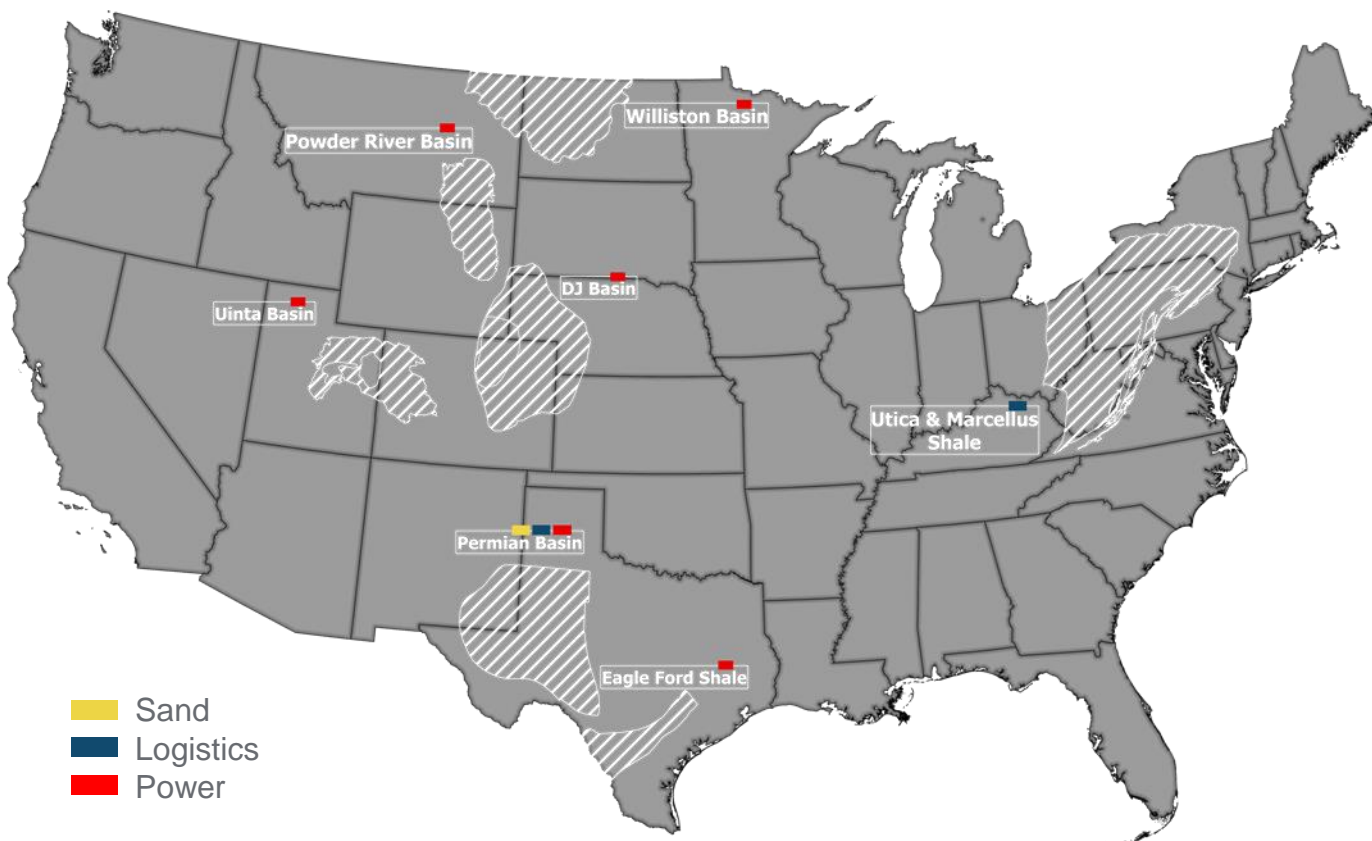 Williston Basin
Powder River Basin
DJ Basin
Uinta Basin
Utica & Marcellus
Shale
Permian Basin
Eagle Ford Shale
Sand
Logistics
Power